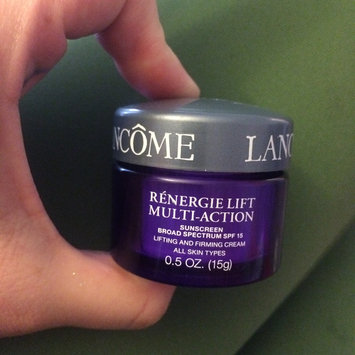 NCÔME LANC
RÉNERGIE LIFT
MULTI-ACTION
SUNSCREEN
BROAD SPECTRUM SPF 15
LIFTING AND FIRMING CREAM
ALL SKIN TYPES
0.5 OZ. (15g)